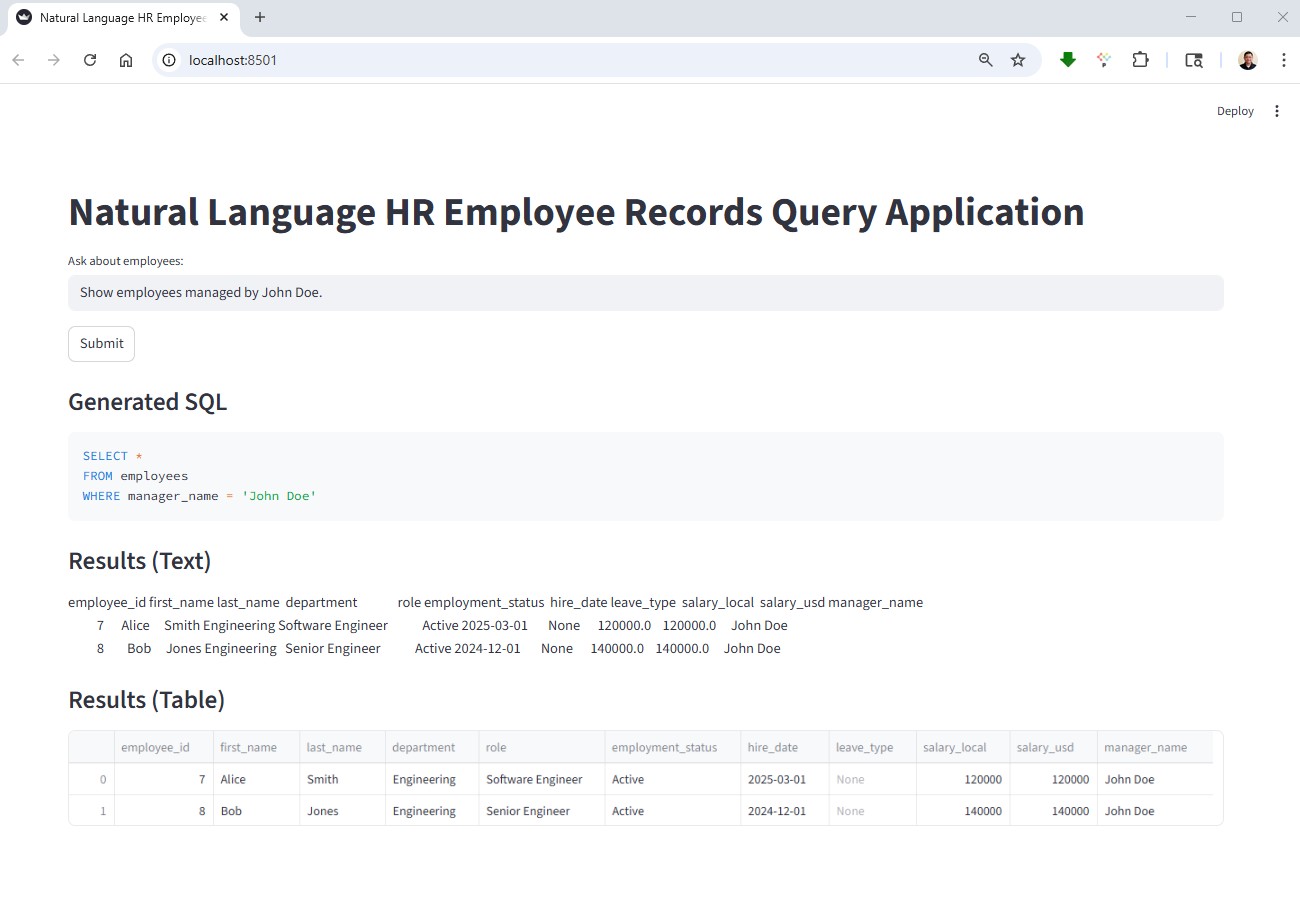 Natural Language HR Employee
localhost:8501
Deploy
Natural Language HR Employee Records Query Application
Ask about employees:
Show employees managed by John Doe.
Submit
Generated SQL
SELECT *
FROM employees
WHERE manager_name = 'John Doe'
Results (Text)
employee_id first_name last_name department role employment_status hire_date leave_type salary_local salary_usd manager_name
7 Alice Smith Engineering Software Engineer Active 2025-03-01 None 120000.0 120000.0 John Doe
8 Bob Jones Engineering Senior Engineer Active 2024-12-01 None 140000.0 140000.0 John Doe
Results (Table)
employee_id first_name last_name department role employment_status hire_date leave_type salary_local salary_usd manager_name
0 7 Alice Smith Engineering Software Engineer Active 2025-03-01 None 120000 120000 John Doe
1 8 Bob Jones Engineering Senior Engineer Active 2024-12-01 None 140000 140000 John Doe